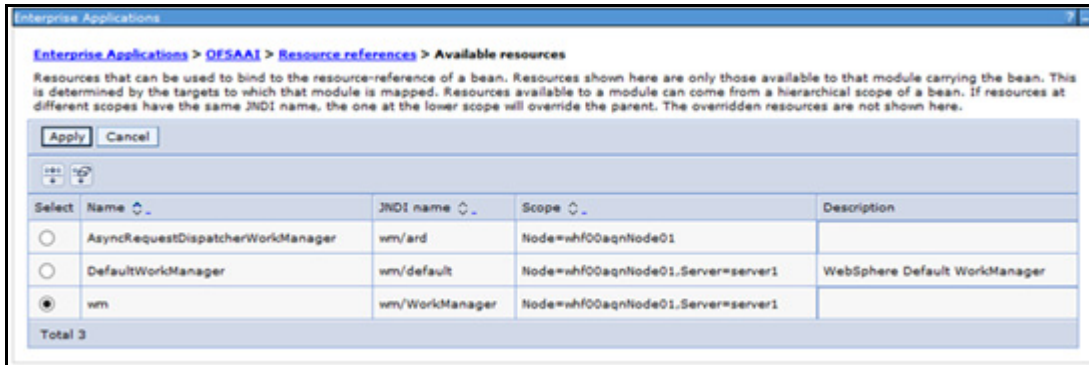 Enterprise Applications ? -
Enterprise Applications > OFSAAI > Resource references > Available resources
Resources that can be used to bind to the resource-reference of a bean. Resources shown here are only those available to that module carrying the bean. This
is determined by the targets to which that module is mapped. Resources available to a module can come from a hierarchical scope of a bean. If resources at
different scopes have the same JNDI name, the one at the lower scope will override the parent. The overridden resources are not shown here.
Apply Cancel
Select Name JNDI name Scope Description
AsyncRequestDispatcherWorkManager wm/ard Node=whf00aqnNode01
DefaultWorkManager wm/default Node=whf00aqnNode01,Server=server1 WebSphere Default WorkManager
wm wm/WorkManager Node=whf00aqnNode01,Server=server1
Total 3